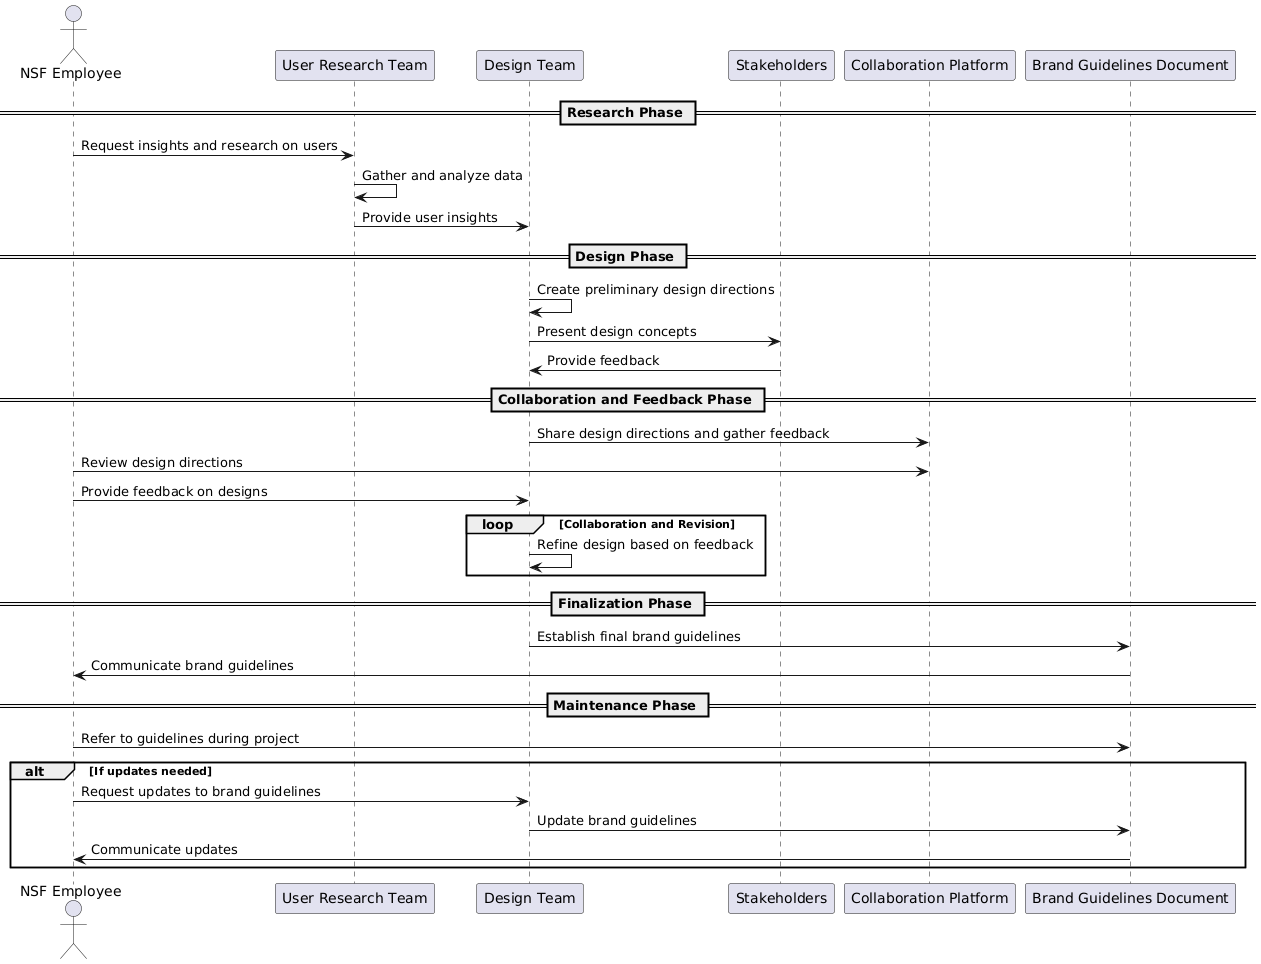 NSF Employee
User Research Team
Design Team
Stakeholders
Collaboration Platform
Brand Guidelines Document
Research Phase
Request insights and research on users
Gather and analyze data
Provide user insights
Design Phase
Create preliminary design directions
Present design concepts
Provide feedback
Collaboration and Feedback Phase
Share design directions and gather feedback
Review design directions
Provide feedback on designs
loop
[Collaboration and Revision]
Refine design based on feedback
Finalization Phase
Establish final brand guidelines
Communicate brand guidelines
Maintenance Phase
Refer to guidelines during project
alt
[If updates needed]
Request updates to brand guidelines
Update brand guidelines
Communicate updates
NSF Employee
User Research Team
Design Team
Stakeholders
Collaboration Platform
Brand Guidelines Document